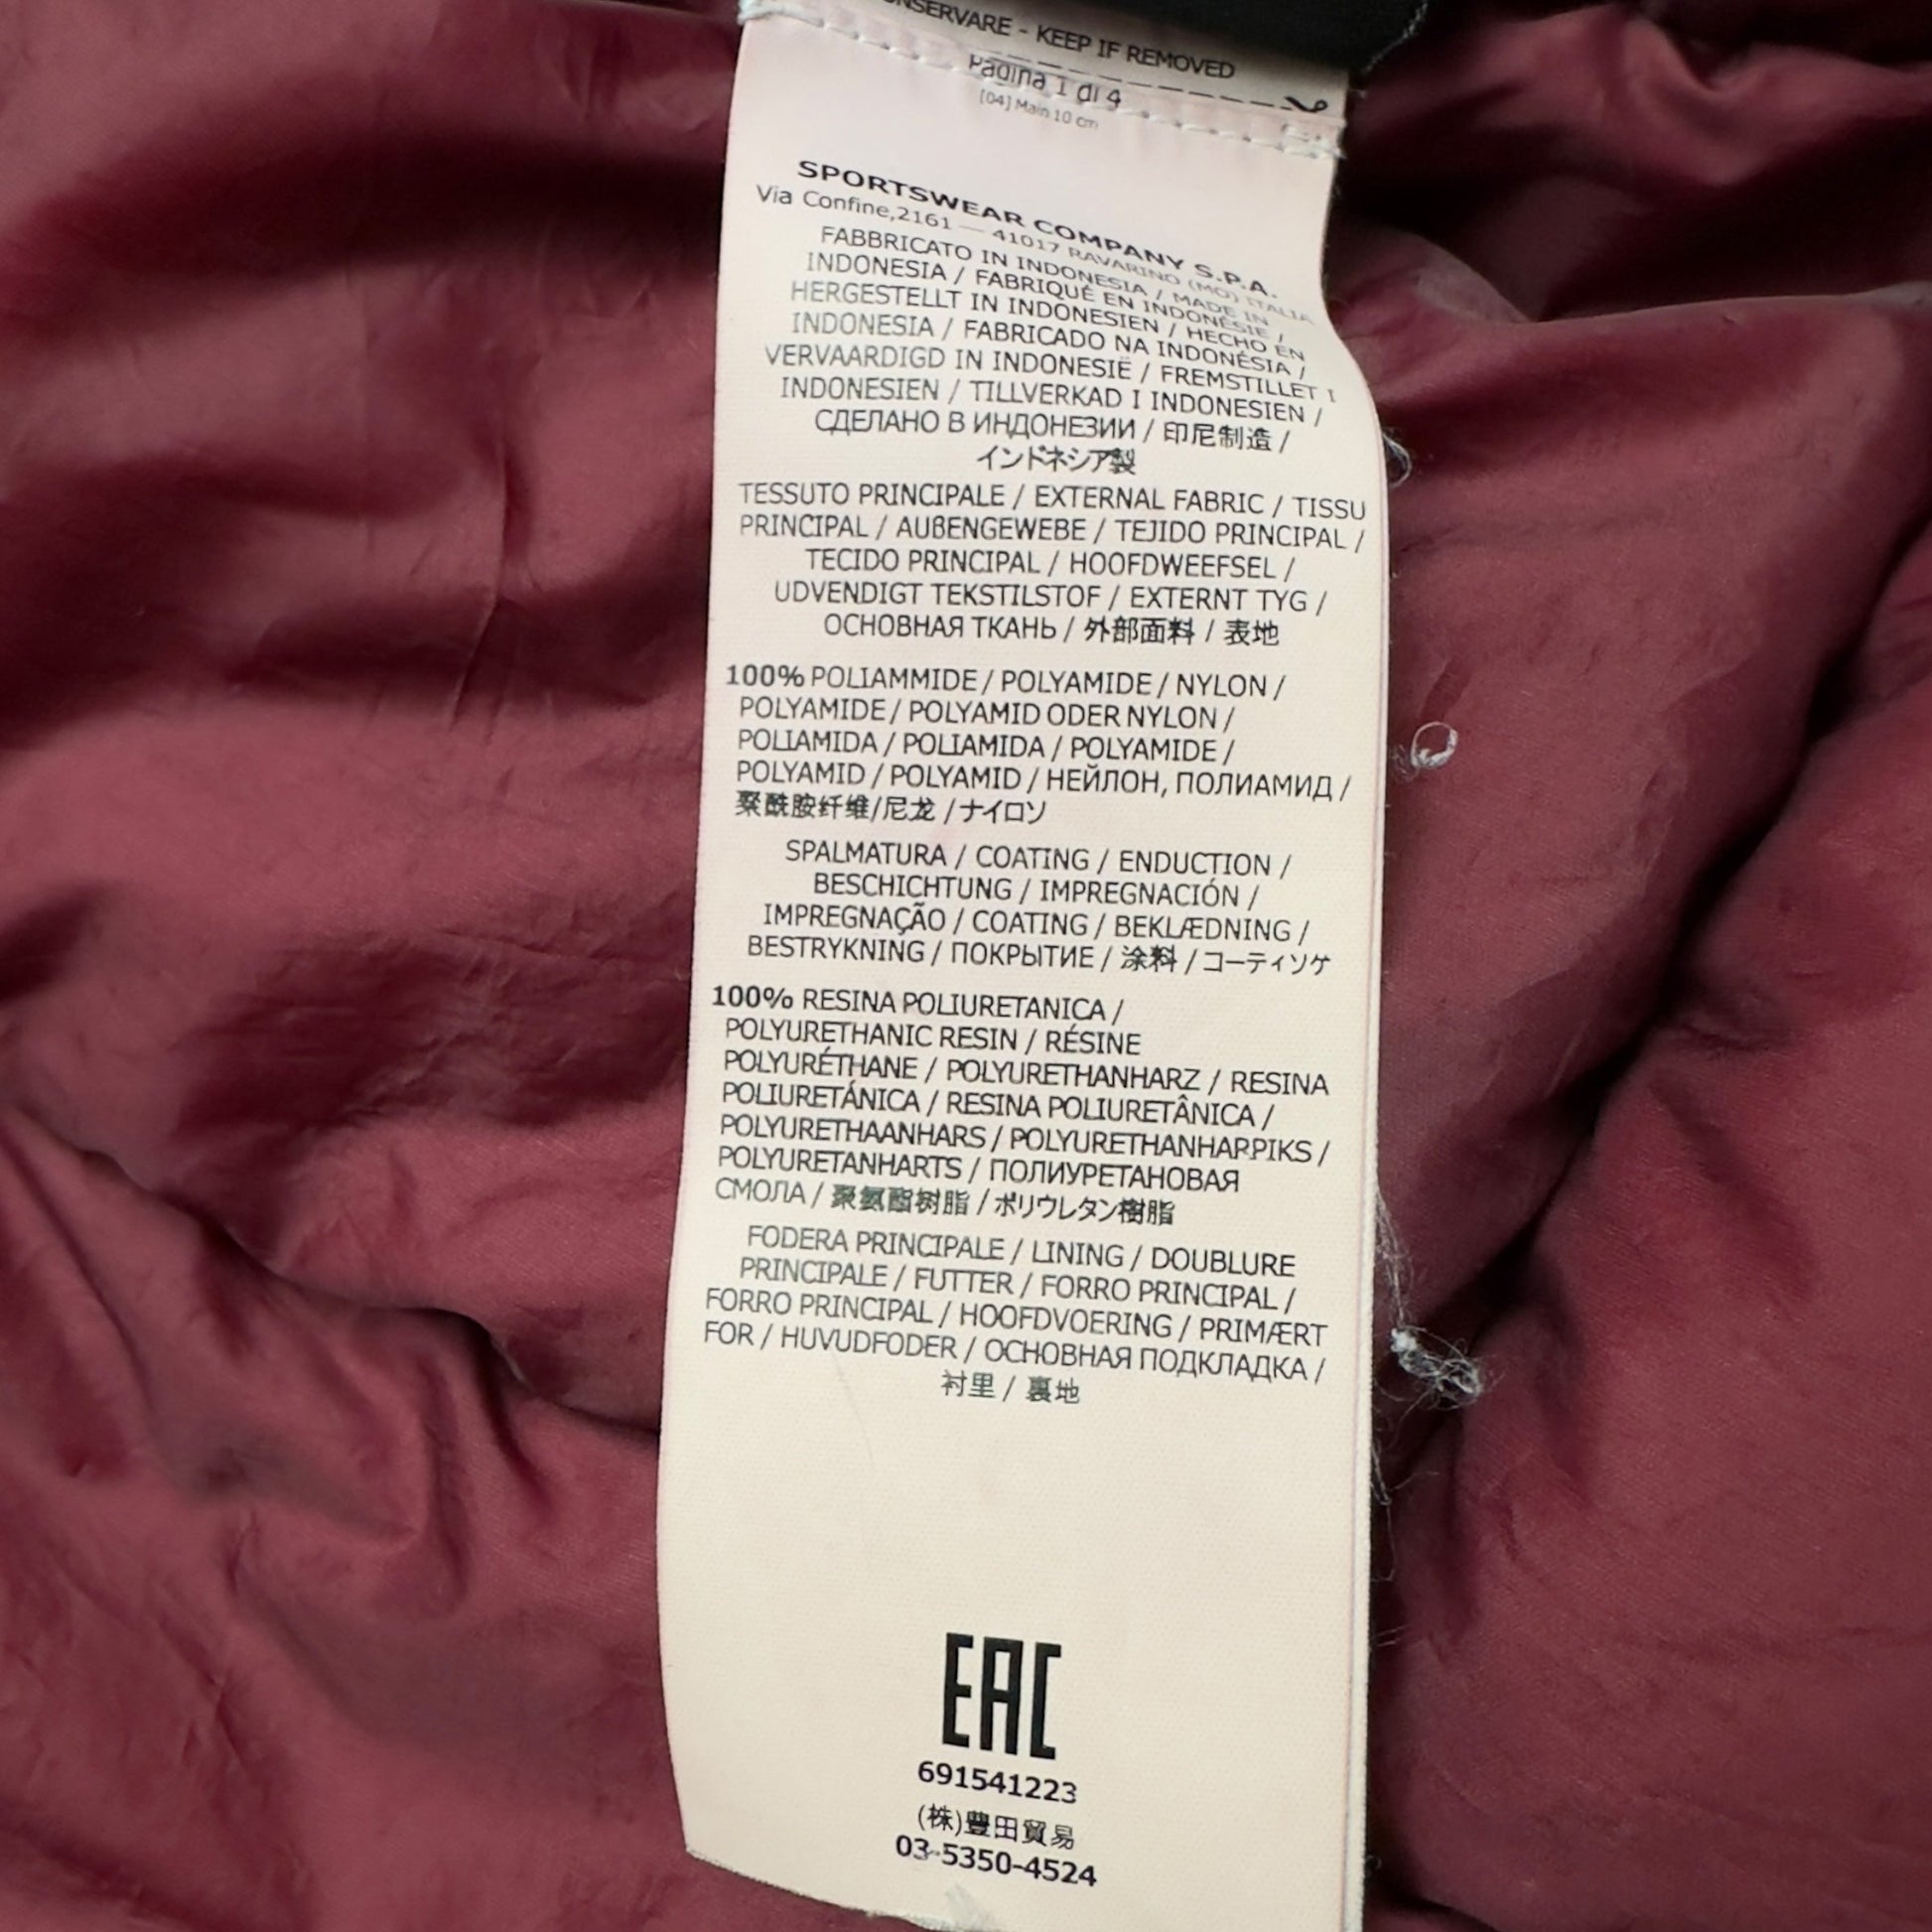 CONSERVARE - KEEP IF REMOVED
Pagina 1 di 4
[04] Main 10 cm
SPORTSWEAR COMPANY S.P.A.
Via Confine,2161 — 41017 RAVARINO (MO) ITALIA
FABBRICATO IN INDONESIA / MADE IN
INDONESIA / FABRIQUÉ EN INDONÉSIE /
HERGESTELLT IN INDONESIEN / HECHO EN
INDONESIA / FABRICADO NA INDONÉSIA /
VERVAARDIGD IN INDONESIË / FREMSTILLET I
INDONESIEN / TILLVERKAD I INDONESIEN /
СДЕЛАНО В ИНДОНЕЗИИ / 印尼制造 /
インドネシア製
TESSUTO PRINCIPALE / EXTERNAL FABRIC / TISSU
PRINCIPAL / AUßENGEWEBE / TEJIDO PRINCIPAL /
TECIDO PRINCIPAL / HOOFDWEEFSEL /
UDVENDIGT TEKSTILSTOF / EXTERNT TYG /
ОСНОВНАЯ ТКАНЬ / 外部面料 / 表地
100% POLIAMMIDE / POLYAMIDE / NYLON /
POLYAMIDE / POLYAMID ODER NYLON /
POLIAMIDA / POLIAMIDA / POLYAMIDE /
POLYAMID / POLYAMID / НЕЙЛОН, ПОЛИАМИД /
聚酰胺纤维/尼龙 /ナイロソ
SPALMATURA / COATING / ENDUCTION /
BESCHICHTUNG / IMPREGNACIÓN /
IMPREGNAÇÃO / COATING / BEKLÆDNING /
BESTRYKNING / ПОКРЫТИЕ / 涂料 / コーティソゲ
100% RESINA POLIURETANICA /
POLYURETHANIC RESIN / RÉSINE
POLYURÉTHANE / POLYURETHANHARZ / RESINA
POLIURETÁNICA / RESINA POLIURETÂNICA /
POLYURETHAANHARS / POLYURETHANHARPIKS /
POLYURETANHARTS / ПОЛИУРЕТАНОВАЯ
СМОЛА / 聚氨酯树脂 / ポリウレタン樹脂
FODERA PRINCIPALE / LINING / DOUBLURE
PRINCIPALE / FUTTER / FORRO PRINCIPAL /
FORRO PRINCIPAL / HOOFDVOERING / PRIMÆRT
FOR / HUVUDFODER / ОСНОВНАЯ ПОДКЛАДКА /
衬里 / 裏地
EAC
691541223
(株)豊田貿易
03-5350-4524